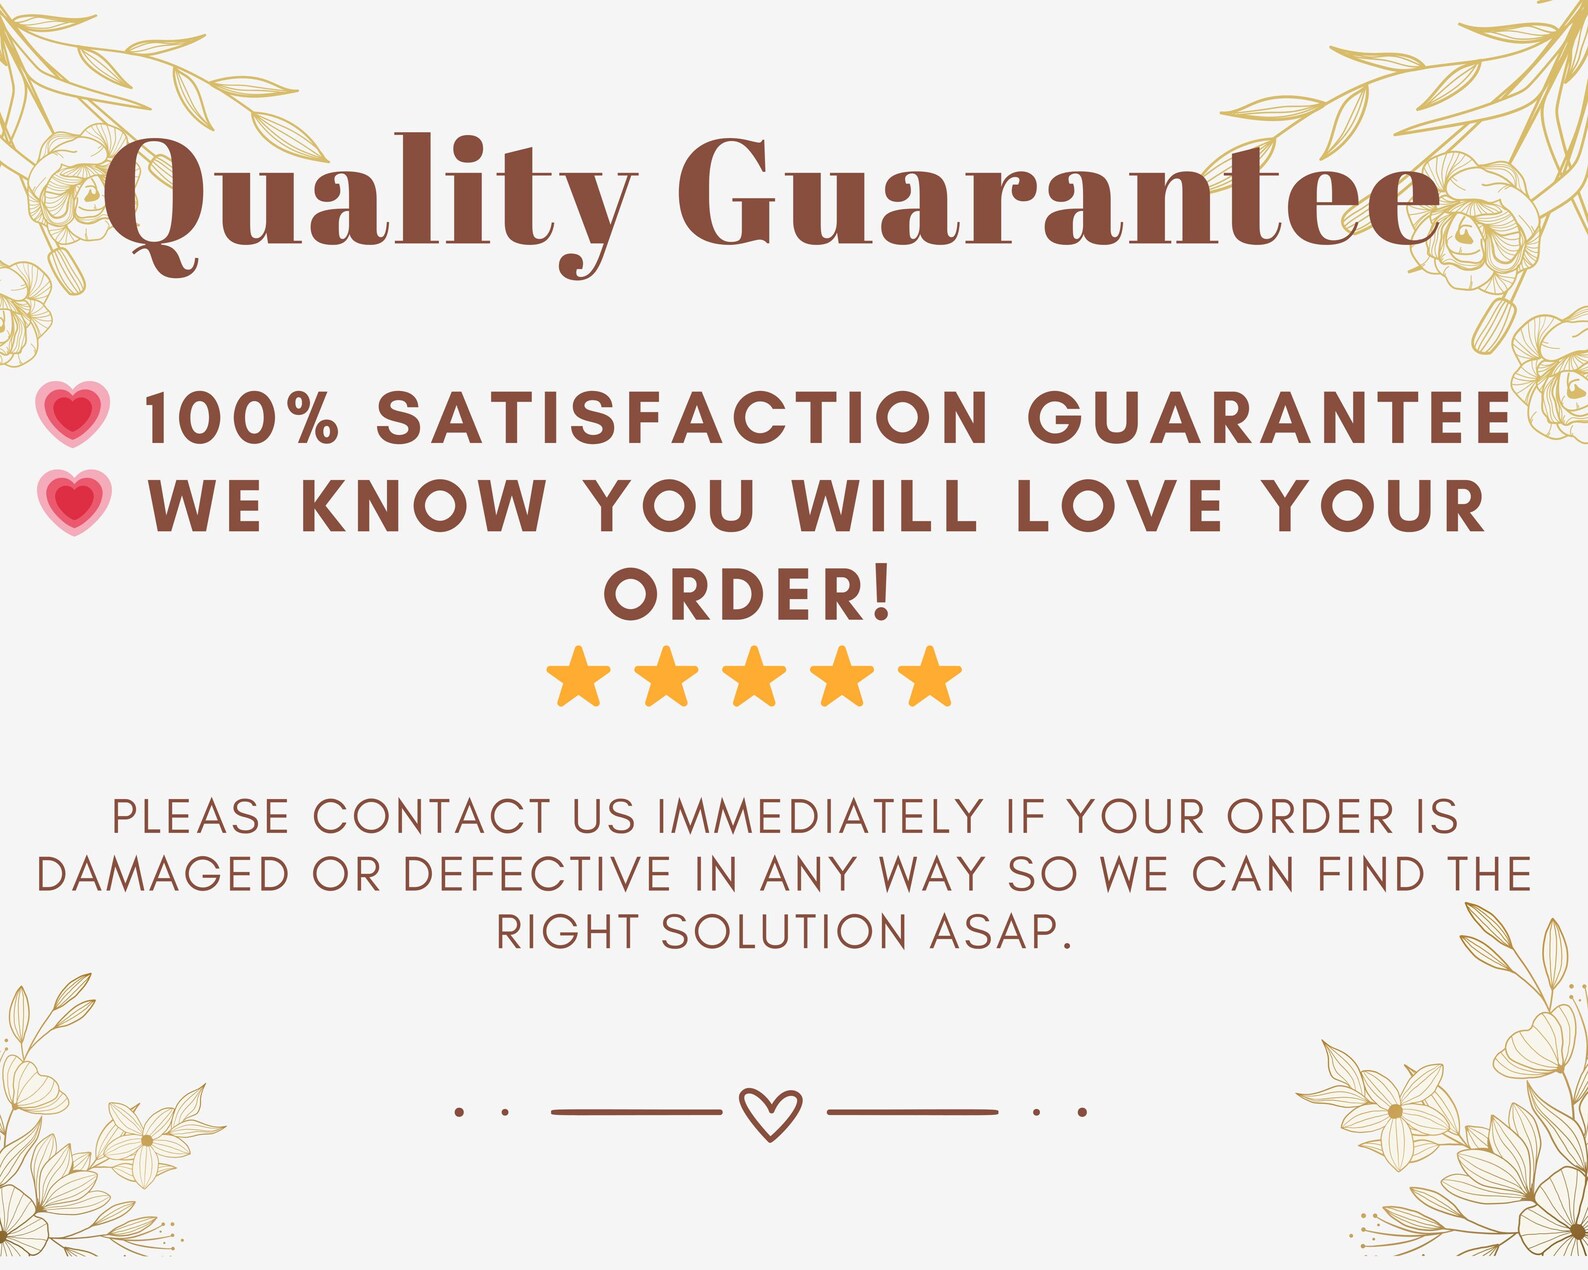 Quality Guarantee
💗 100% SATISFACTION GUARANTEE
💗 WE KNOW YOU WILL LOVE YOUR
ORDER!
⭐⭐⭐⭐⭐
PLEASE CONTACT US IMMEDIATELY IF YOUR ORDER IS
DAMAGED OR DEFECTIVE IN ANY WAY SO WE CAN FIND THE
RIGHT SOLUTION ASAP.